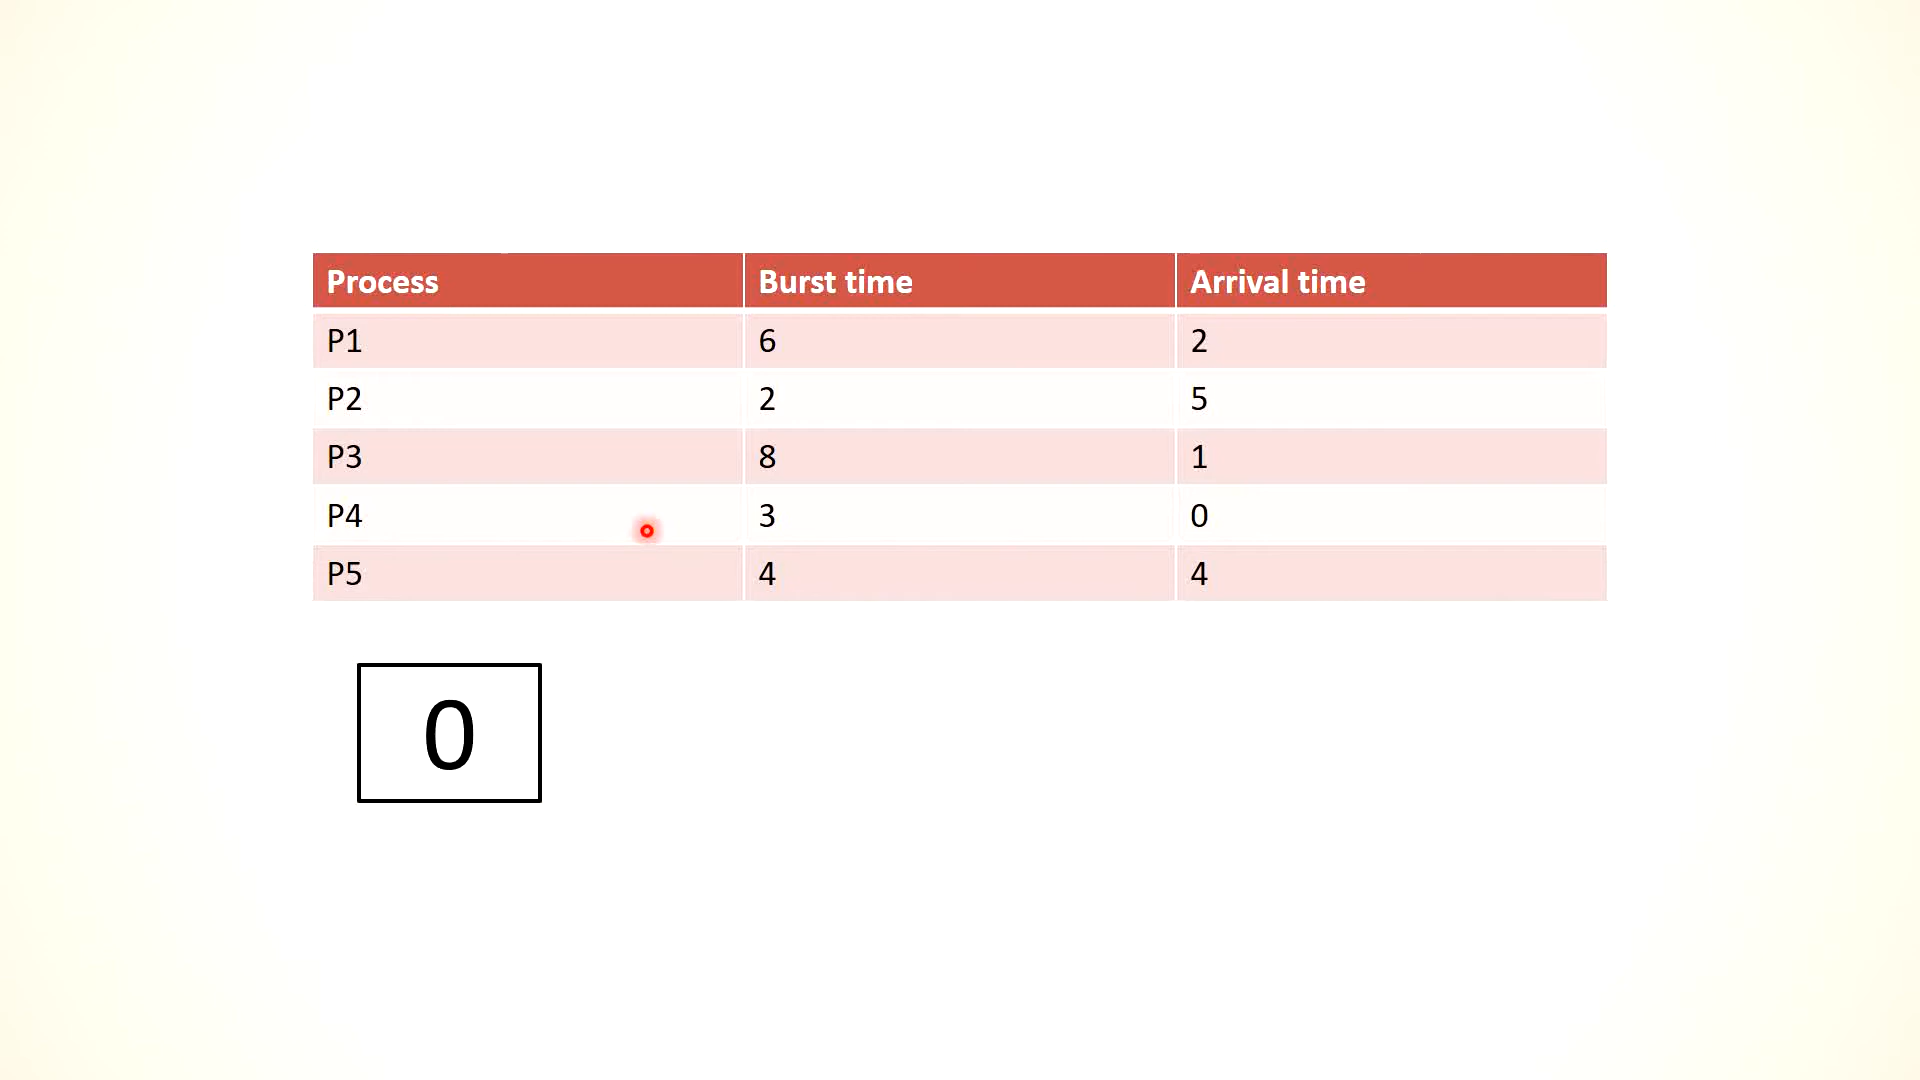 Process Burst time Arrival time
P1 6 2
P2 2 5
P3 8 1
P4 3 0
P5 4 4
0